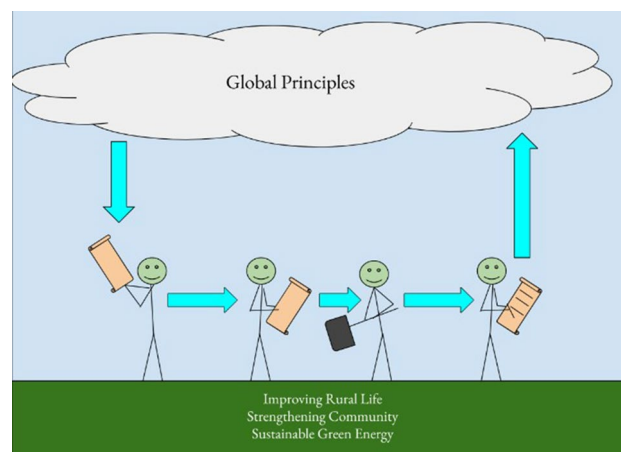 Global Principles
Improving Rural Life
Strengthening Community
Sustainable Green Energy